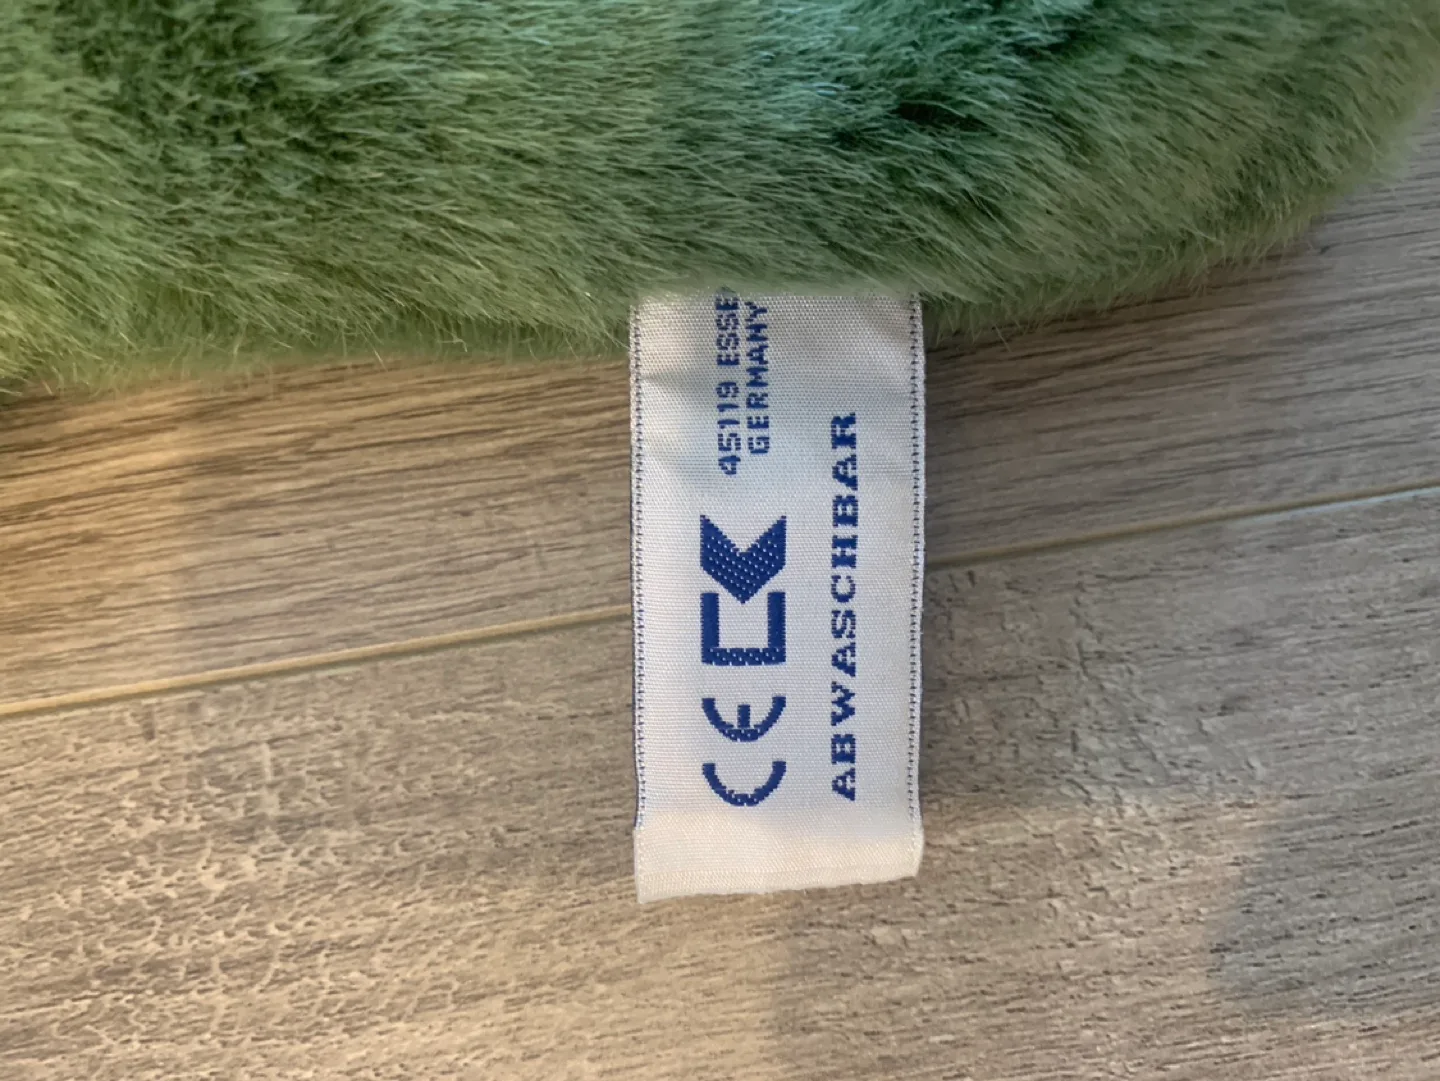 45119 ESSE
GERMANY
CE
ABWASCHBAR